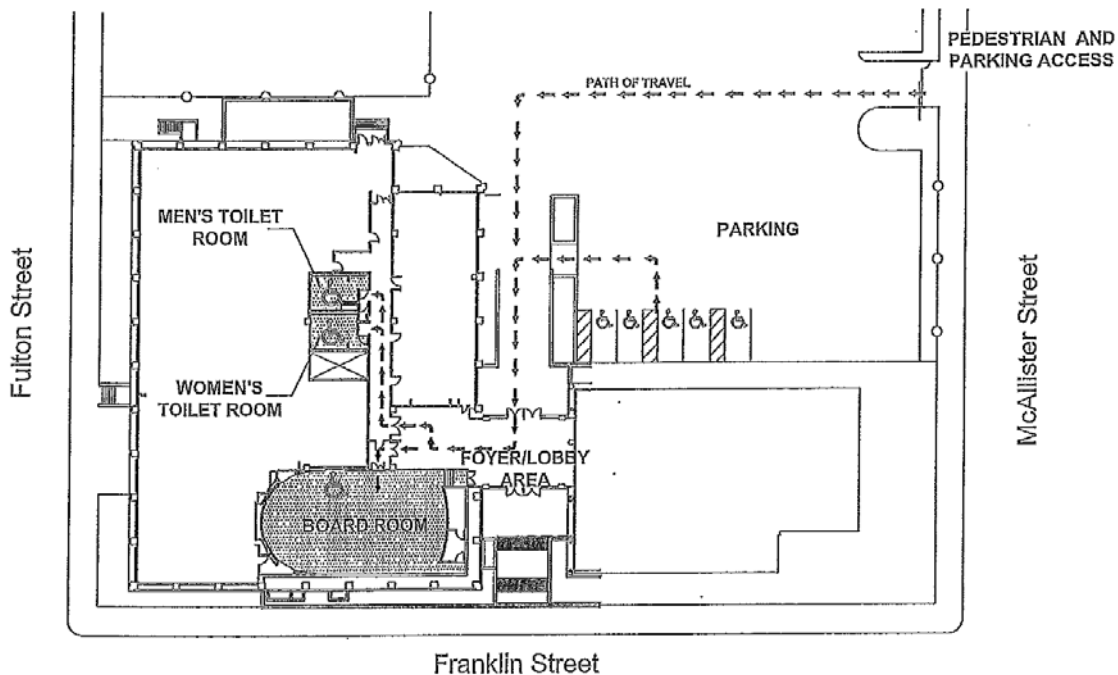 PEDESTRIAN AND
PARKING ACCESS
PATH OF TRAVEL
MEN'S TOILET
ROOM
PARKING
Fulton Street
McAllister Street
WOMEN'S
TOILET ROOM
FOYER/LOBBY
AREA
BOARD ROOM
Franklin Street